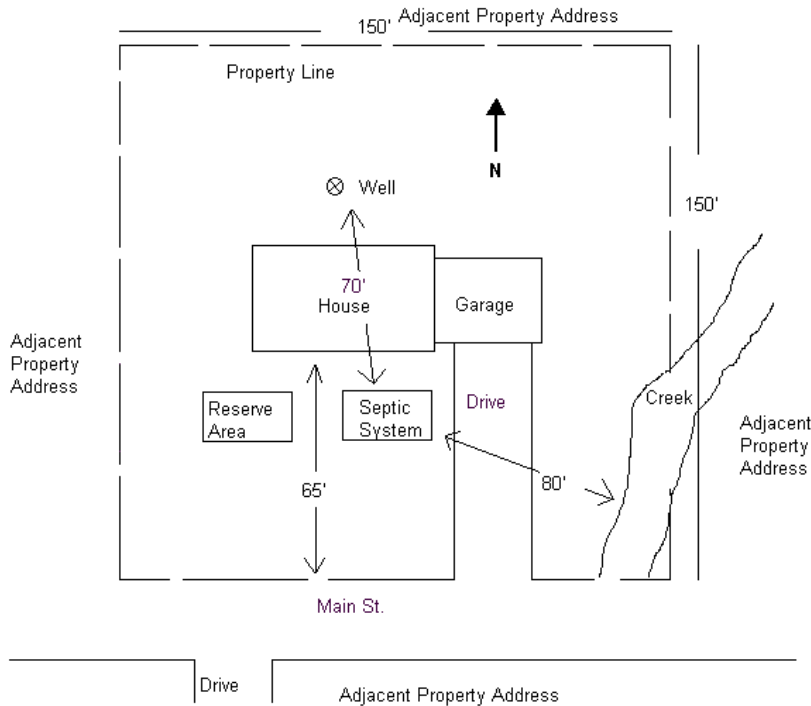 Adjacent Property Address
150'
Property Line
N
Well
150'
70'
House
Garage
Adjacent
Property
Address
Reserve
Area
Septic
System
Drive
Creek
Adjacent
Property
Address
65'
80'
Main St.
Drive
Adjacent Property Address